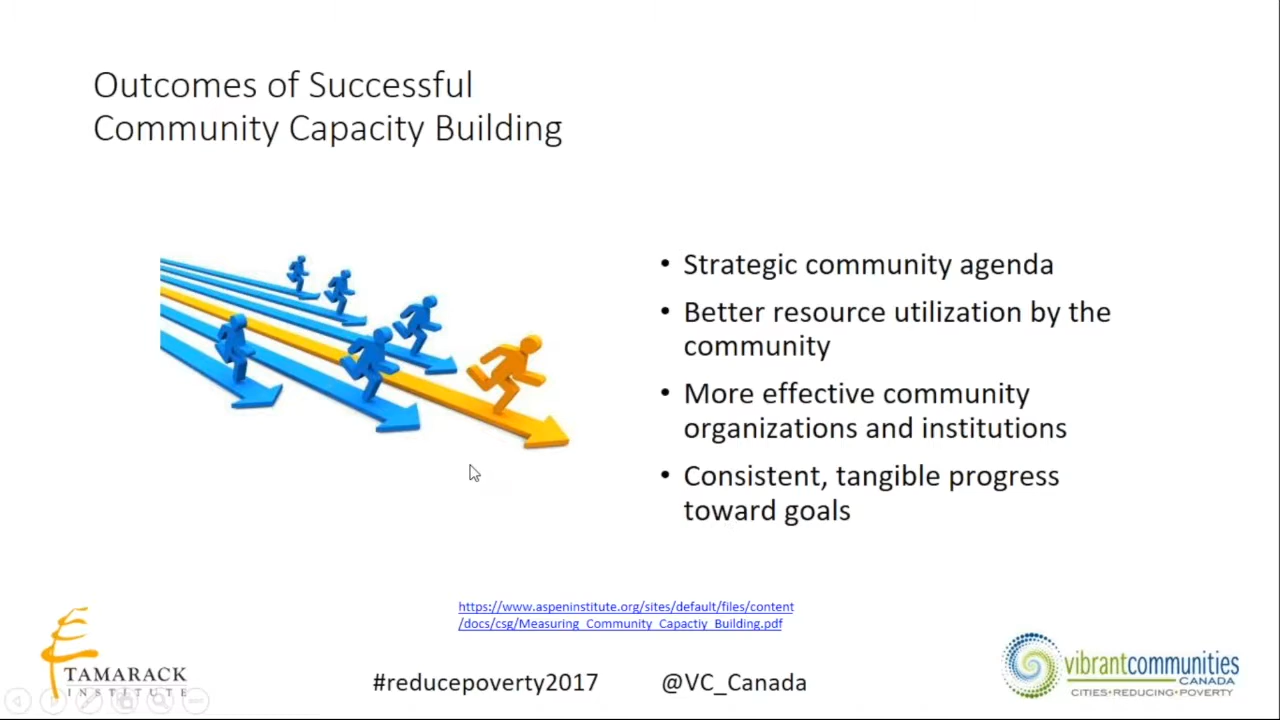 Outcomes of Successful
Community Capacity Building
• Strategic community agenda
• Better resource utilization by the
community
• More effective community
organizations and institutions
• Consistent, tangible progress
toward goals
https://www.aspeninstitute.org/sites/default/files/content
/docs/csg/Measuring_Community_Capactiy_Building.pdf
TAMARACK
INSTITUTE
#reducepoverty2017 @VC_Canada
vibrantcommunities
CANADA
CITIES•REDUCING•POVERTY